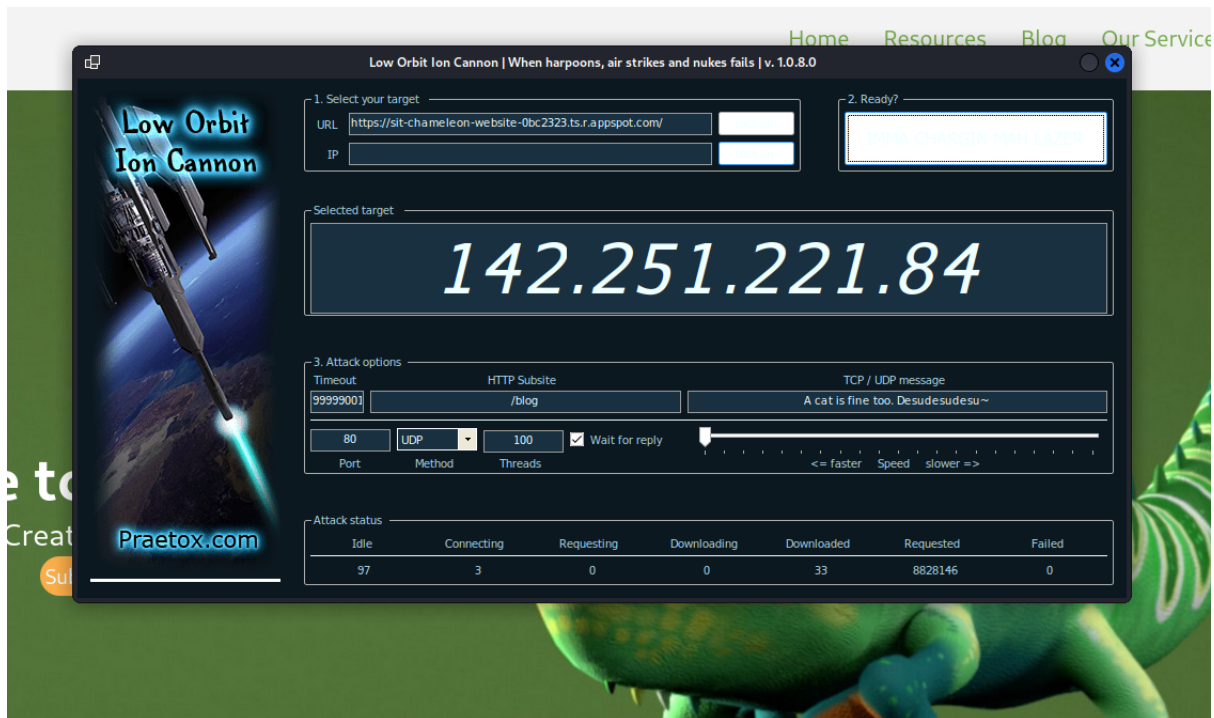 Home Resources Blog Our Service
Low Orbit Ion Cannon | When harpoons, air strikes and nukes fails | v. 1.0.8.0
Low Orbit
Ion Cannon
Praetox.com
1. Select your target
URL https://sit-chameleon-website-0bc2323.ts.r.appspot.com/
IP
2. Ready?
IMMA CHARGIN MAH LAZER
Selected target
142.251.221.84
3. Attack options
Timeout HTTP Subsite TCP / UDP message
99999001 /blog A cat is fine too. Desudesudesu~
80 UDP 100 Wait for reply
Port Method Threads <= faster Speed slower =>
Attack status
Idle Connecting Requesting Downloading Downloaded Requested Failed
97 3 0 0 33 8828146 0
e to
Creat
Sul